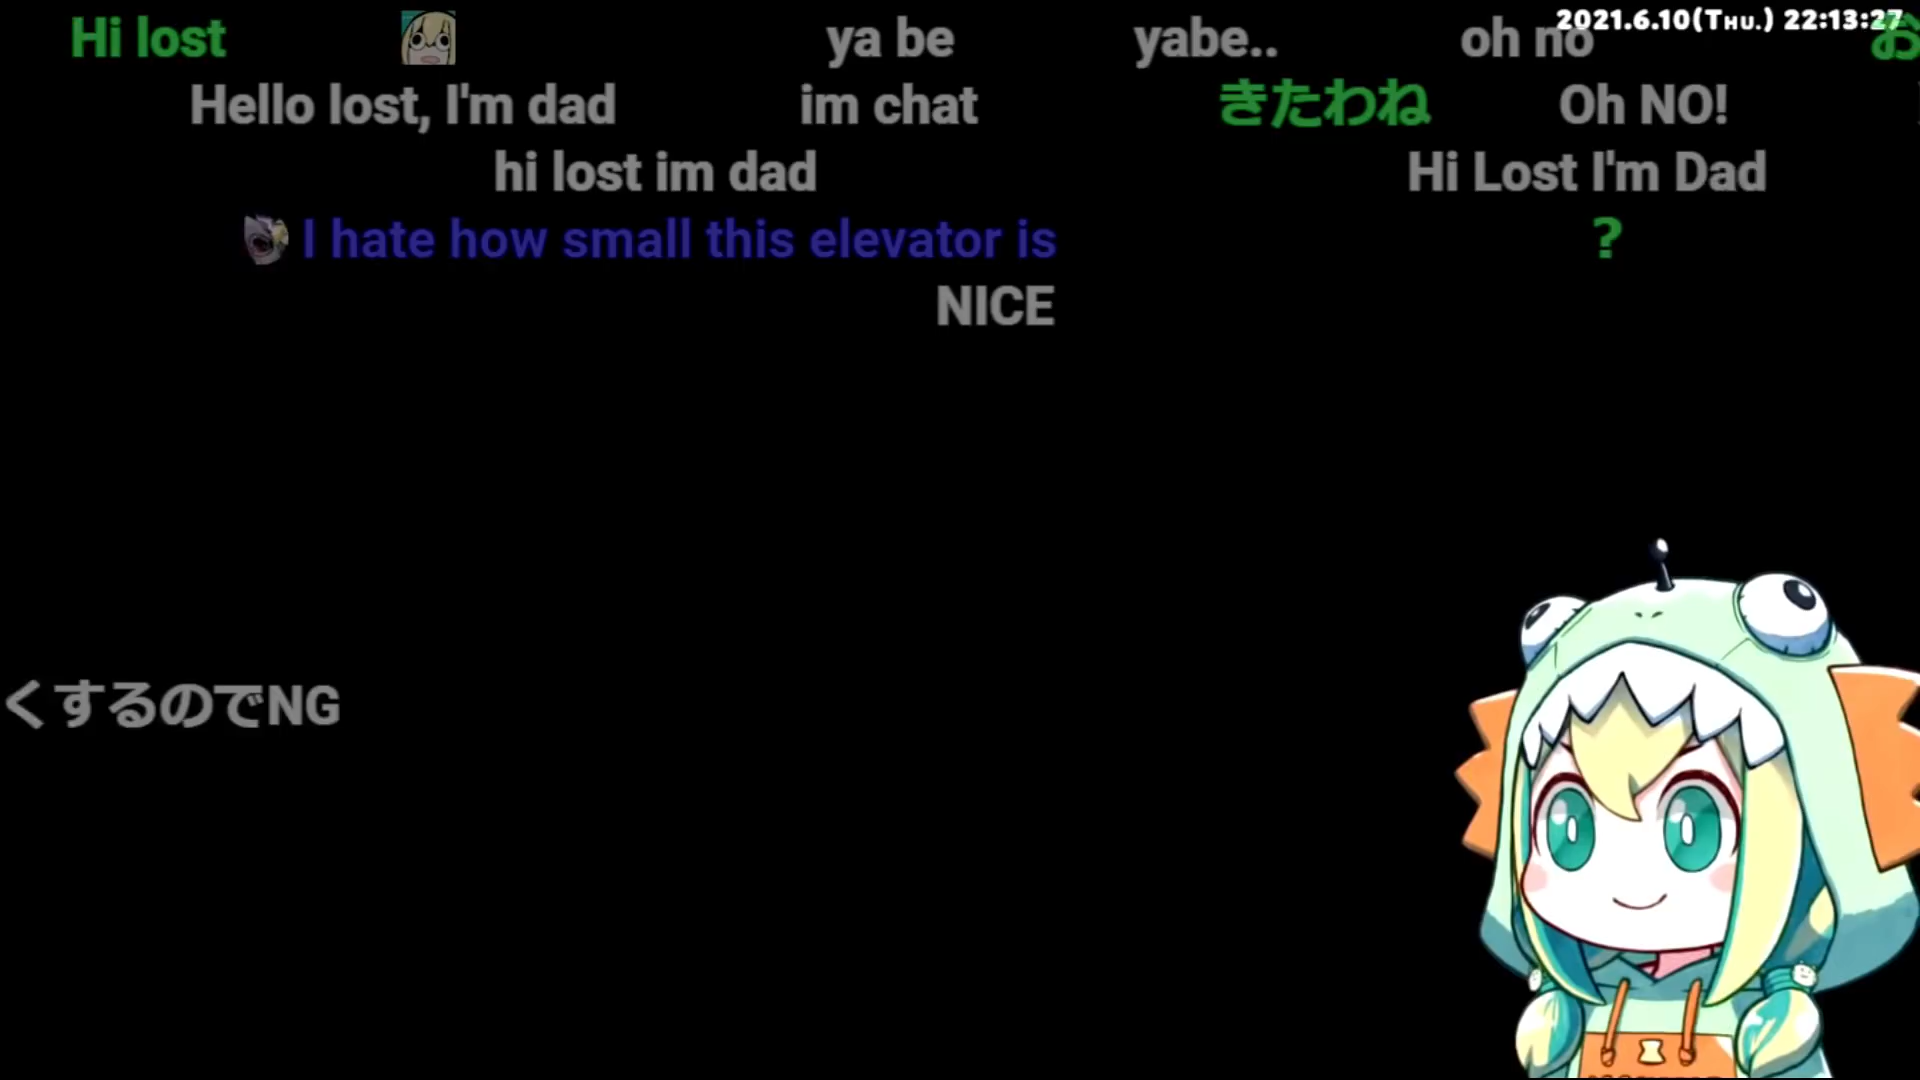 2021.6.10(THU.) 22:13:27
Hi lost ya be yabe.. oh no お
Hello lost, I'm dad im chat きたわね Oh NO!
hi lost im dad Hi Lost I'm Dad
I hate how small this elevator is ?
NICE
くするのでNG